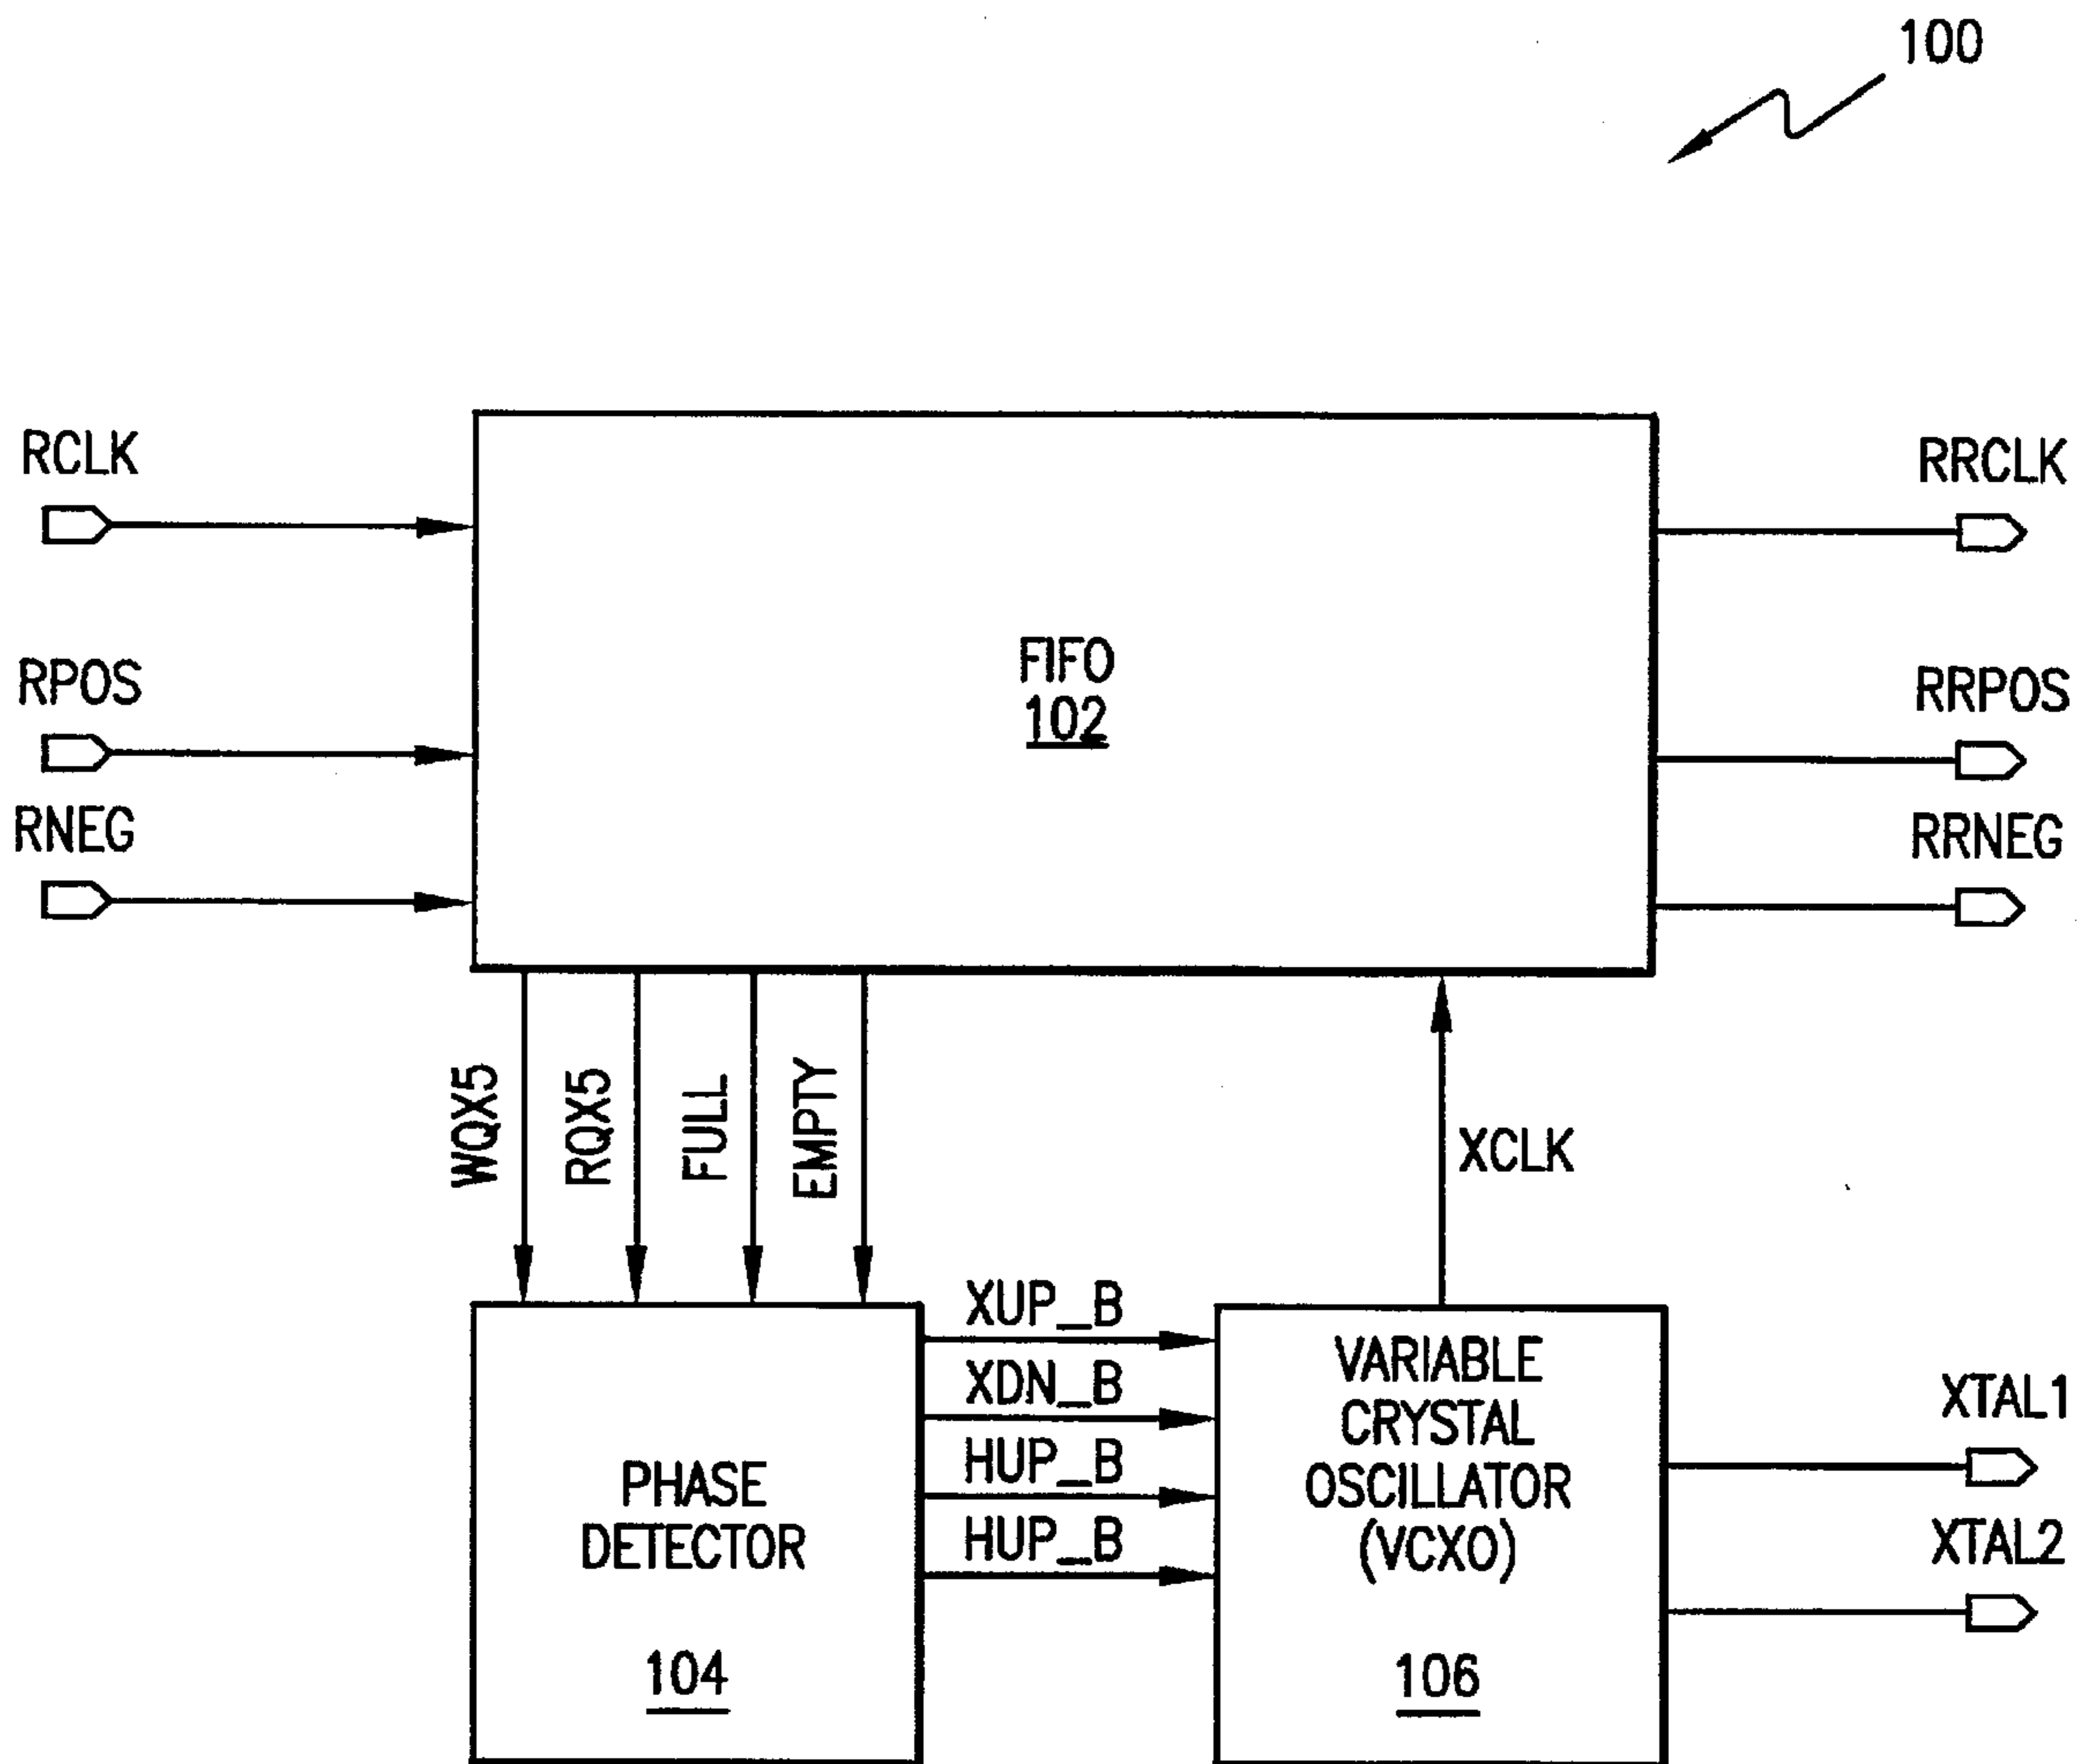 100
RCLK
RRCLK
FIFO
102
RPOS
RRPOS
RNEG
RRNEG
WQX5
RQX5
FULL
EMPTY
XCLK
XUP_B
XDN_B
HUP_B
HUP_B
PHASE
DETECTOR
104
VARIABLE
CRYSTAL
OSCILLATOR
(VCXO)
106
XTAL1
XTAL2